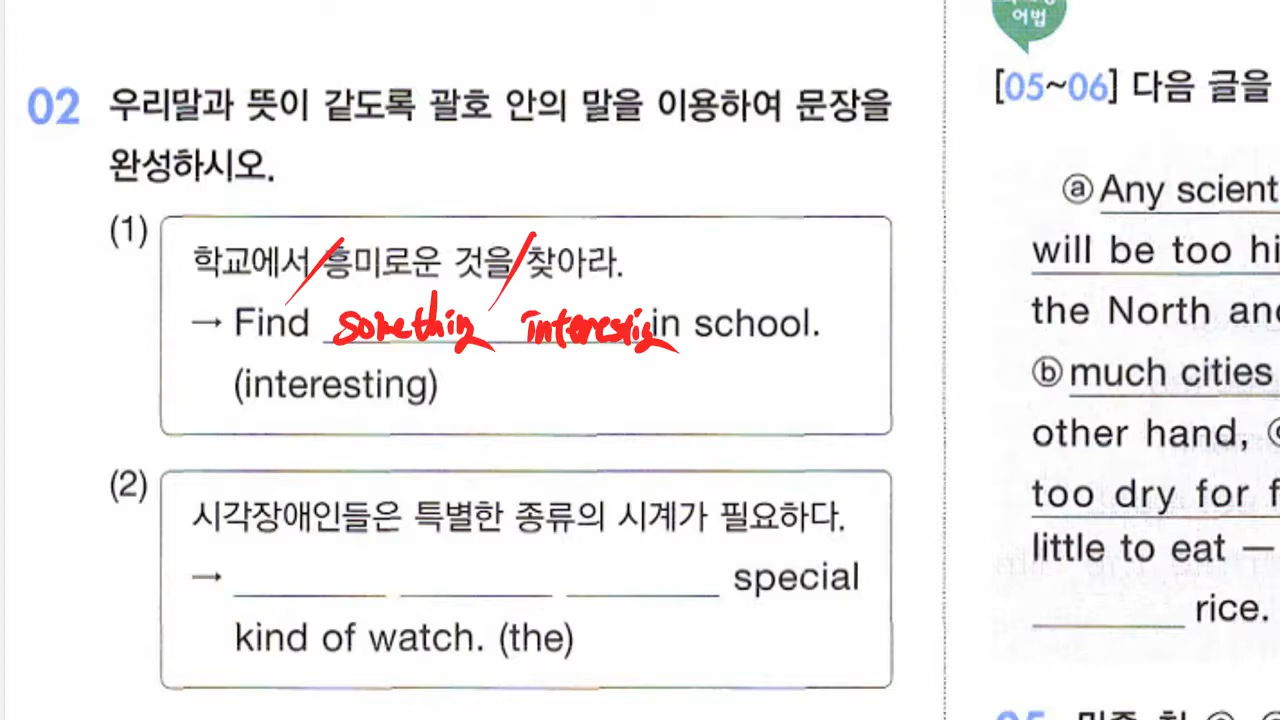 어법
02 우리말과 뜻이 같도록 괄호 안의 말을 이용하여 문장을
완성하시오.
(1)
학교에서 / 흥미로운 것을 / 찾아라.
→ Find somethin interestig in school.
(interesting)
(2)
시각장애인들은 특별한 종류의 시계가 필요하다.
→ special
kind of watch. (the)
[05~06] 다음 글을
ⓐ Any scient
will be too hi
the North and
ⓑ much cities
other hand,
too dry for f
little to eat —
rice.
05